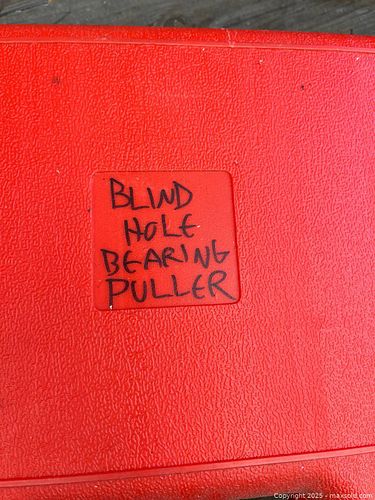 BLIND
HOLE
BEARING
PULLER
Copyright 2025 - maxsold.com